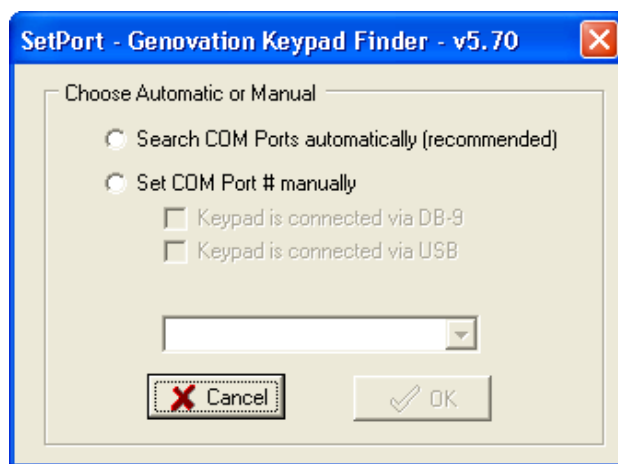 SetPort - Genovation Keypad Finder - v5.70
Choose Automatic or Manual
Search COM Ports automatically (recommended)
Set COM Port # manually
Keypad is connected via DB-9
Keypad is connected via USB
Cancel
OK